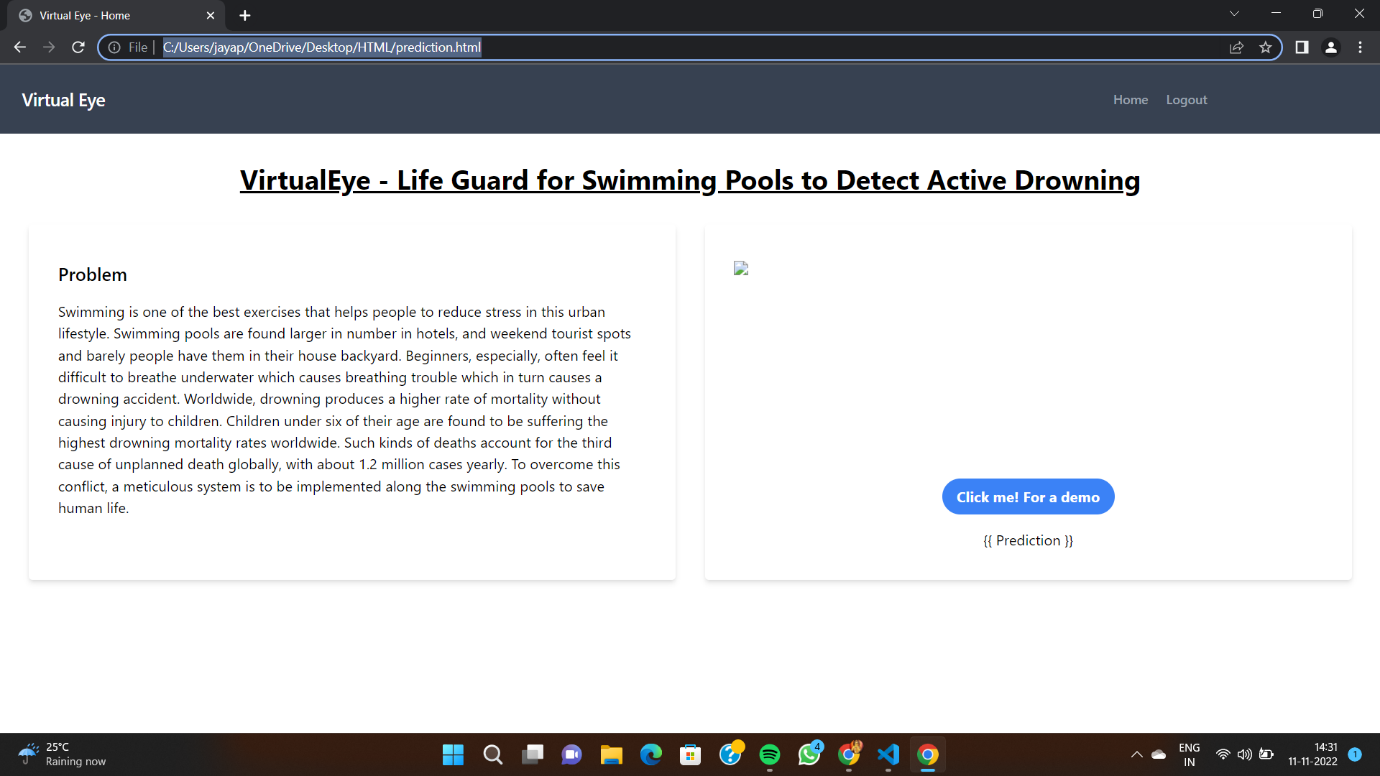 Virtual Eye - Home
File
C:/Users/jayap/OneDrive/Desktop/HTML/prediction.html
Virtual Eye
Home
Logout
VirtualEye - Life Guard for Swimming Pools to Detect Active Drowning
Problem
Swimming is one of the best exercises that helps people to reduce stress in this urban
lifestyle. Swimming pools are found larger in number in hotels, and weekend tourist spots
and barely people have them in their house backyard. Beginners, especially, often feel it
difficult to breathe underwater which causes breathing trouble which in turn causes a
drowning accident. Worldwide, drowning produces a higher rate of mortality without
causing injury to children. Children under six of their age are found to be suffering the
highest drowning mortality rates worldwide. Such kinds of deaths account for the third
cause of unplanned death globally, with about 1.2 million cases yearly. To overcome this
conflict, a meticulous system is to be implemented along the swimming pools to save
human life.
Click me! For a demo
{{ Prediction }}
25°C
Raining now
4
ENG
IN
14:31
11-11-2022
1